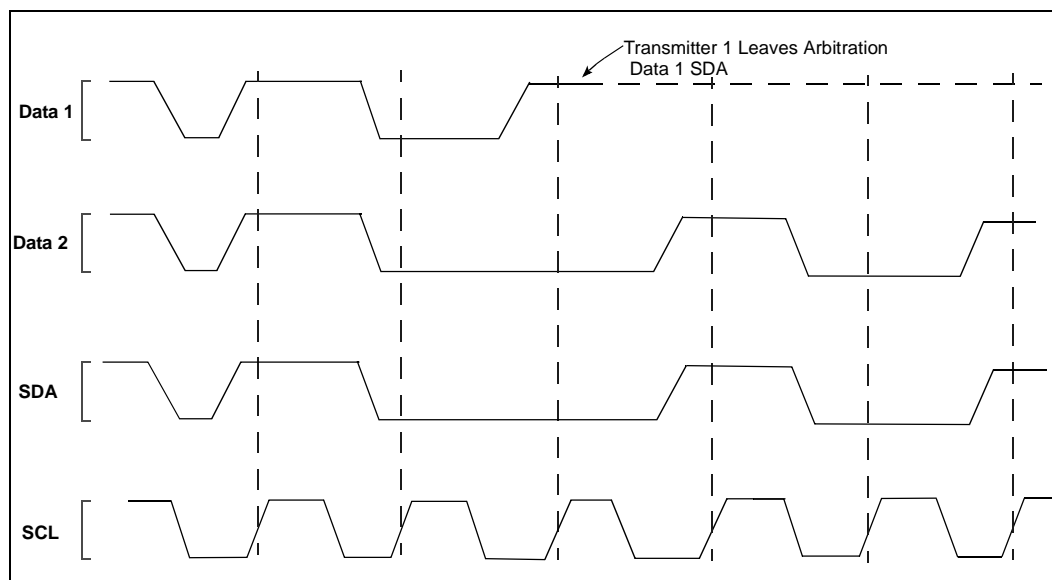 Transmitter 1 Leaves Arbitration
Data 1 SDA
Data 1
Data 2
SDA
SCL